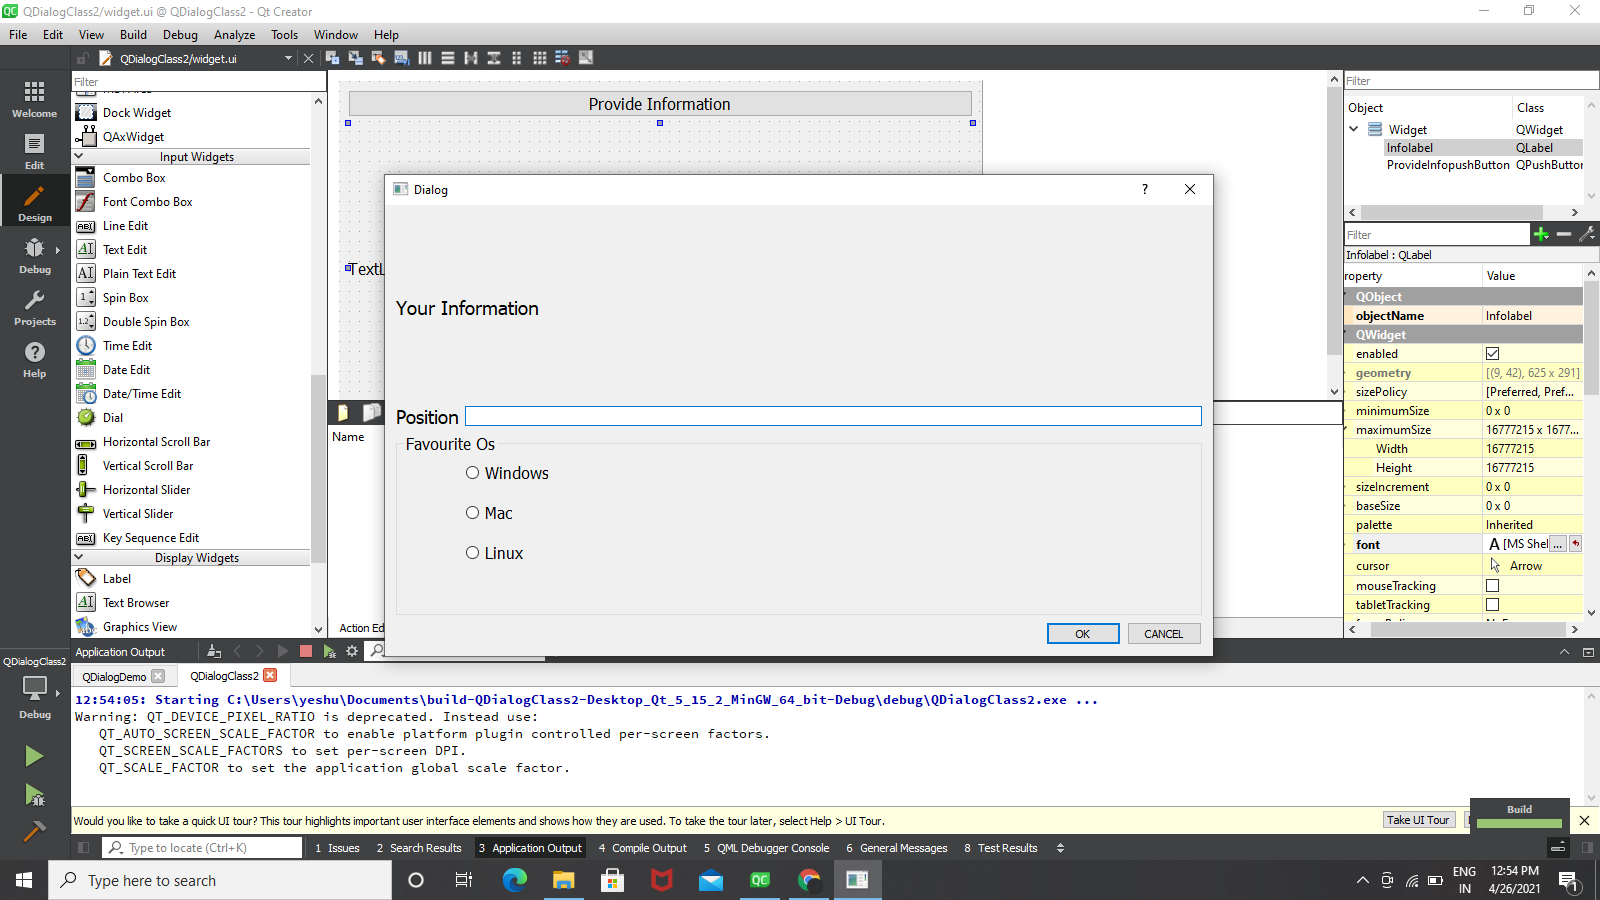 QDialogClass2/widget.ui @ QDialogClass2 - Qt Creator
File Edit View Build Debug Analyze Tools Window Help
QDialogClass2/widget.ui
Filter
Dock Widget
QAxWidget
Input Widgets
Combo Box
Font Combo Box
Line Edit
Text Edit
Plain Text Edit
Spin Box
Double Spin Box
Time Edit
Date Edit
Date/Time Edit
Dial
Horizontal Scroll Bar
Vertical Scroll Bar
Horizontal Slider
Vertical Slider
Key Sequence Edit
Display Widgets
Label
Text Browser
Graphics View
Welcome
Edit
Design
Debug
Projects
Help
QDialogClass2
Debug
Provide Information
TextL
Name
Action Ed
Dialog
?
Your Information
Position
Favourite Os
Windows
Mac
Linux
OK CANCEL
Filter
Object Class
Widget QWidget
Infolabel QLabel
ProvideInfopushButton QPushButtor
Filter
Infolabel : QLabel
roperty Value
QObject
objectName Infolabel
QWidget
enabled
geometry [(9, 42), 625 x 291]
sizePolicy [Preferred, Pref...
minimumSize 0 x 0
maximumSize 16777215 x 1677...
Width 16777215
Height 16777215
sizeIncrement 0 x 0
baseSize 0 x 0
palette Inherited
font A [MS Shel ...
cursor Arrow
mouseTracking
tabletTracking
Application Output
QDialogDemo QDialogClass2
12:54:05: Starting C:\Users\yeshu\Documents\build-QDialogClass2-Desktop_Qt_5_15_2_MinGW_64_bit-Debug\debug\QDialogClass2.exe ...
Warning: QT_DEVICE_PIXEL_RATIO is deprecated. Instead use:
QT_AUTO_SCREEN_SCALE_FACTOR to enable platform plugin controlled per-screen factors.
QT_SCREEN_SCALE_FACTORS to set per-screen DPI.
QT_SCALE_FACTOR to set the application global scale factor.
Would you like to take a quick UI tour? This tour highlights important user interface elements and shows how they are used. To take the tour later, select Help > UI Tour.
Take UI Tour
Build
Type to locate (Ctrl+K)
1 Issues 2 Search Results 3 Application Output 4 Compile Output 5 QML Debugger Console 6 General Messages 8 Test Results
Type here to search
ENG
IN
12:54 PM
4/26/2021
1